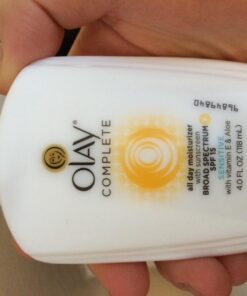 OLAY®
COMPLETE
all day moisturizer
with sunscreen
BROAD SPECTRUM
SPF 15
SENSITIVE
with vitamin E & Aloe
4.0 FL OZ (118 mL)